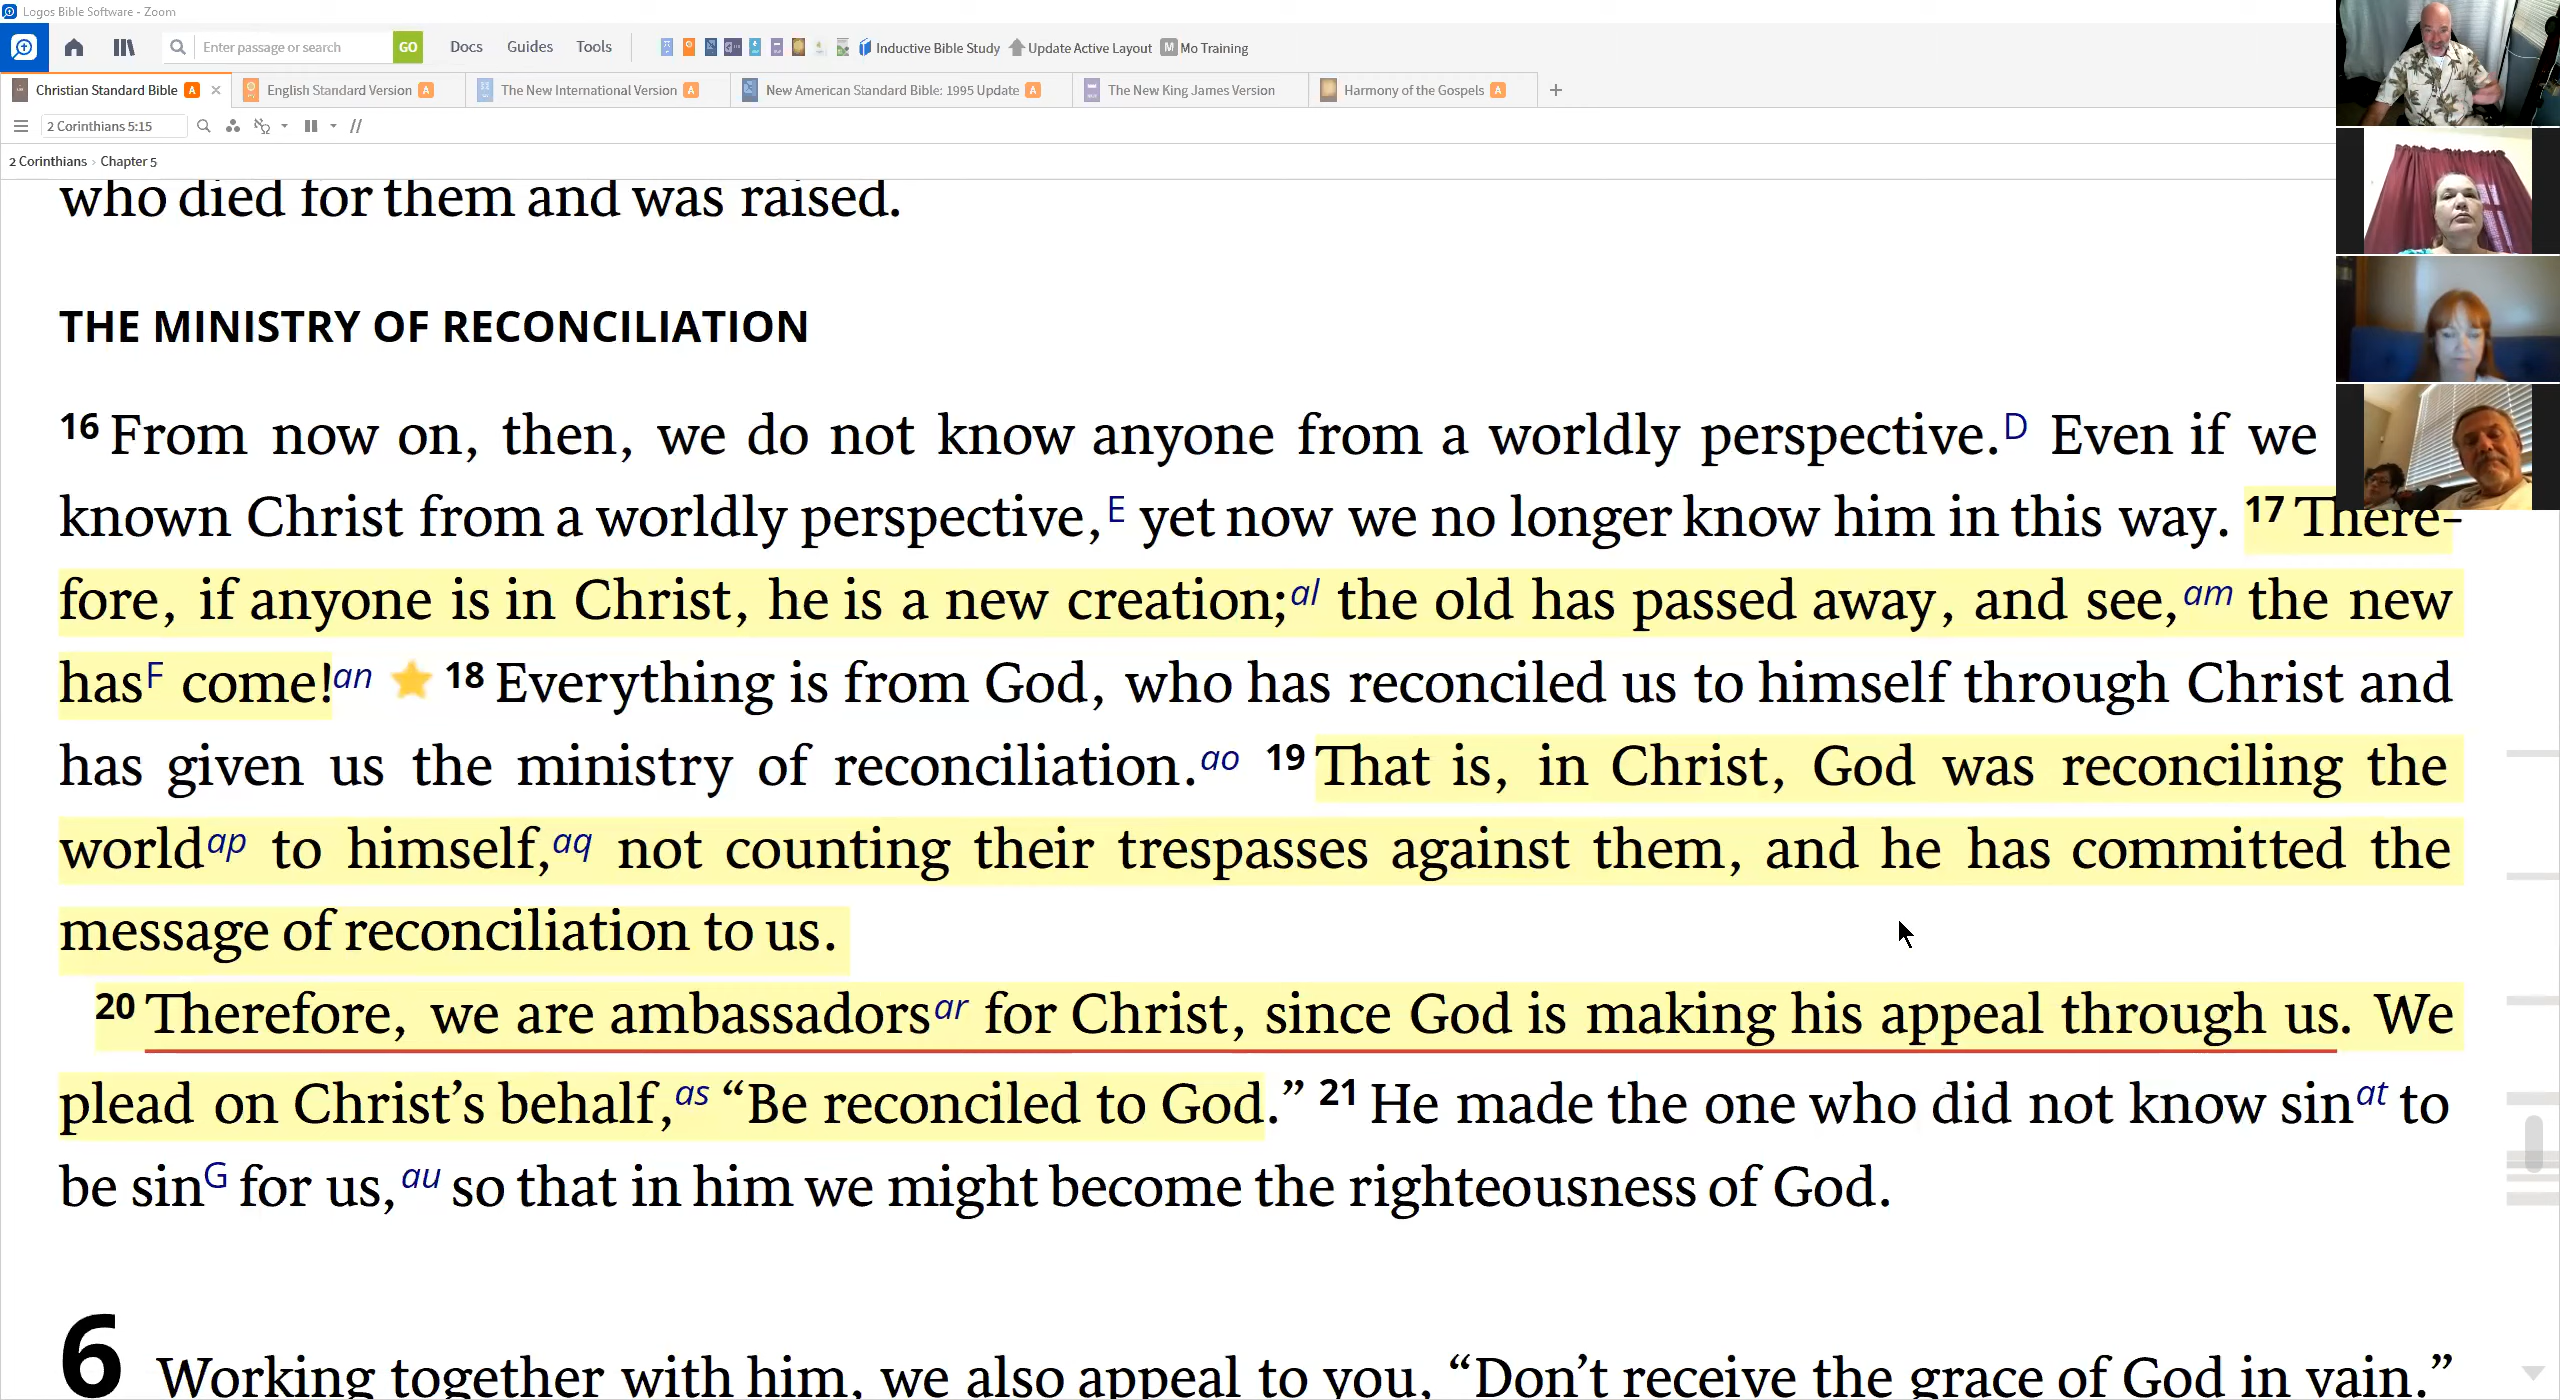 Logos Bible Software - Zoom
Enter passage or search GO Docs Guides Tools Inductive Bible Study Update Active Layout M Mo Training
Christian Standard Bible A English Standard Version A The New International Version A New American Standard Bible: 1995 Update A The New King James Version Harmony of the Gospels A
2 Corinthians 5:15
2 Corinthians › Chapter 5
who died for them and was raised.
THE MINISTRY OF RECONCILIATION
16 From now on, then, we do not know anyone from a worldly perspective.D Even if we
known Christ from a worldly perspective,E yet now we no longer know him in this way. 17 There-
fore, if anyone is in Christ, he is a new creation;al the old has passed away, and see,am the new
hasF come!an 18 Everything is from God, who has reconciled us to himself through Christ and
has given us the ministry of reconciliation.ao 19 That is, in Christ, God was reconciling the
worldap to himself,aq not counting their trespasses against them, and he has committed the
message of reconciliation to us.
20 Therefore, we are ambassadorsar for Christ, since God is making his appeal through us. We
plead on Christ’s behalf,as “Be reconciled to God.” 21 He made the one who did not know sinat to
be sinG for us,au so that in him we might become the righteousness of God.
6 Working together with him, we also appeal to you, “Don’t receive the grace of God in vain.”